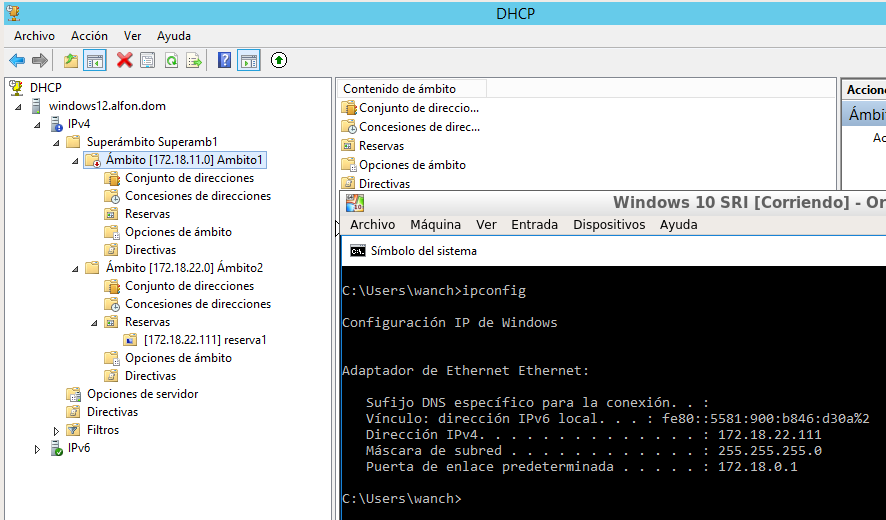 DHCP
Archivo Acción Ver Ayuda
DHCP
windows12.alfon.dom
IPv4
Superámbito Superamb1
Ámbito [172.18.11.0] Ambito1
Conjunto de direcciones
Concesiones de direcciones
Reservas
Opciones de ámbito
Directivas
Ámbito [172.18.22.0] Ámbito2
Conjunto de direcciones
Concesiones de direcciones
Reservas
[172.18.22.111] reserva1
Opciones de ámbito
Directivas
Opciones de servidor
Directivas
Filtros
IPv6
Contenido de ámbito
Conjunto de direccio...
Concesiones de direc...
Reservas
Opciones de ámbito
Directivas
Accione
Ámbi
Ac
Windows 10 SRI [Corriendo] - Or
Archivo Máquina Ver Entrada Dispositivos Ayuda
Símbolo del sistema
C:\Users\wanch>ipconfig
Configuración IP de Windows
Adaptador de Ethernet Ethernet:
Sufijo DNS específico para la conexión. . :
Vínculo: dirección IPv6 local. . . : fe80::5581:900:b846:d30a%2
Dirección IPv4. . . . . . . . . . . . . . : 172.18.22.111
Máscara de subred . . . . . . . . . . . . : 255.255.255.0
Puerta de enlace predeterminada . . . . . : 172.18.0.1
C:\Users\wanch>